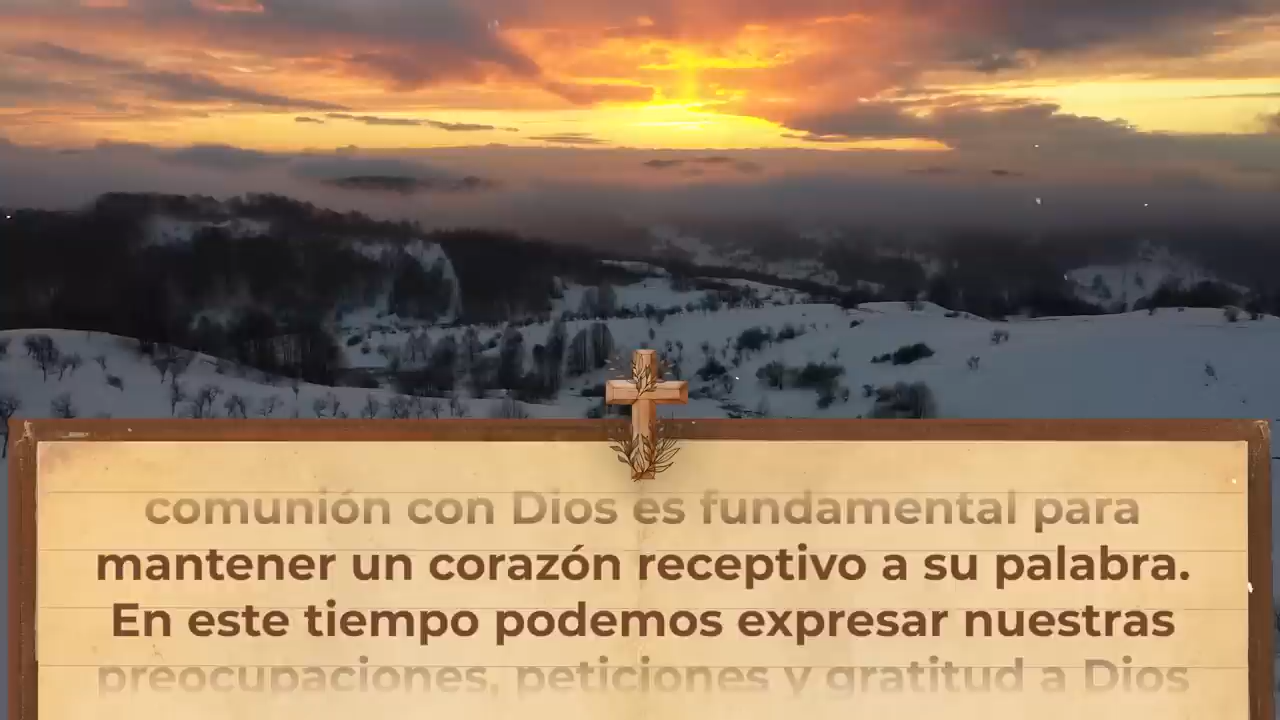 comunión con Dios es fundamental para
mantener un corazón receptivo a su palabra.
En este tiempo podemos expresar nuestras
preocupaciones, peticiones y gratitud a Dios